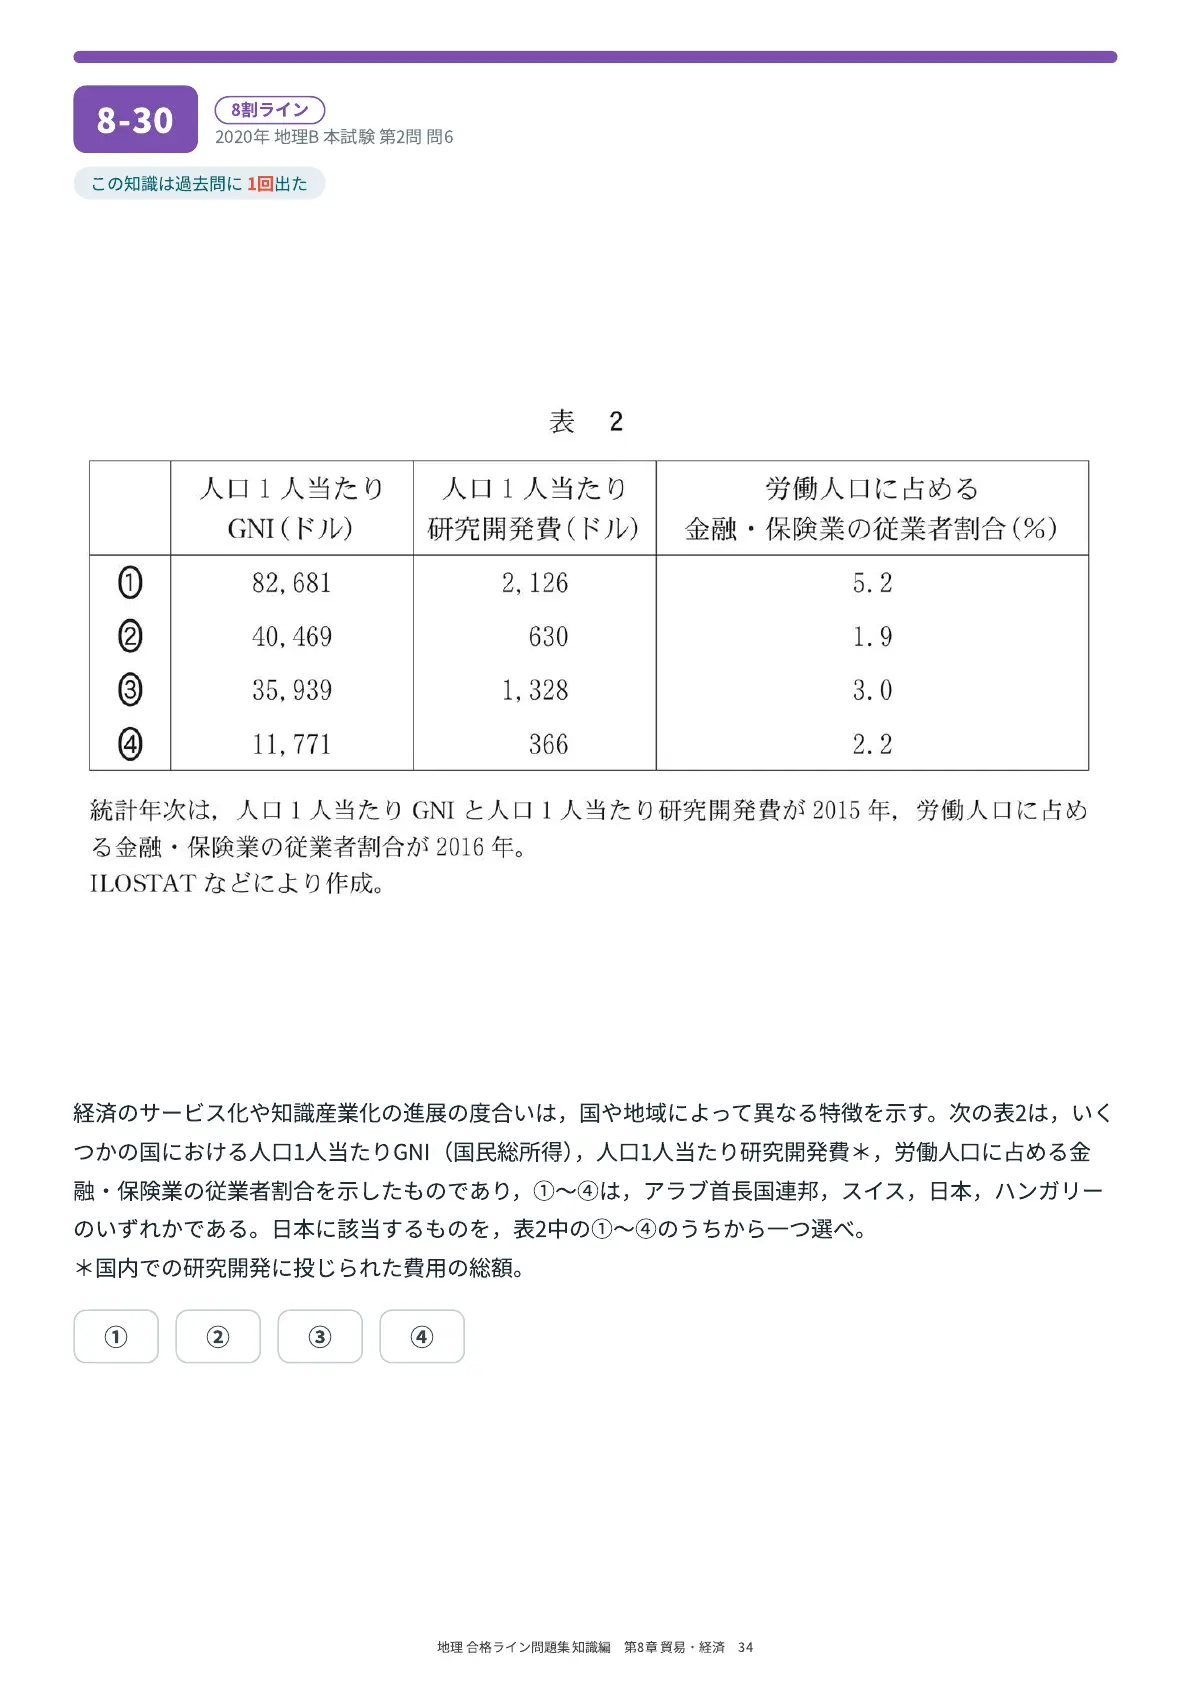 8-30
8割ライン
2020年 地理B 本試験 第2問 問6
この知識は過去問に 1回出た
表 2
人口1人当たり GNI(ドル) 人口1人当たり 研究開発費(ドル) 労働人口に占める 金融・保険業の従業者割合(%)
① 82,681 2,126 5.2
② 40,469 630 1.9
③ 35,939 1,328 3.0
④ 11,771 366 2.2
統計年次は,人口1人当たり GNI と人口1人当たり研究開発費が 2015 年,労働人口に占め
る金融・保険業の従業者割合が 2016 年。
ILOSTAT などにより作成。
経済のサービス化や知識産業化の進展の度合いは,国や地域によって異なる特徴を示す。次の表2は,いく
つかの国における人口1人当たりGNI(国民総所得),人口1人当たり研究開発費*,労働人口に占める金
融・保険業の従業者割合を示したものであり,①〜④は,アラブ首長国連邦,スイス,日本,ハンガリー
のいずれかである。日本に該当するものを,表2中の①〜④のうちから一つ選べ。
*国内での研究開発に投じられた費用の総額。
① ② ③ ④
地理 合格ライン問題集 知識編 第8章 貿易・経済 34